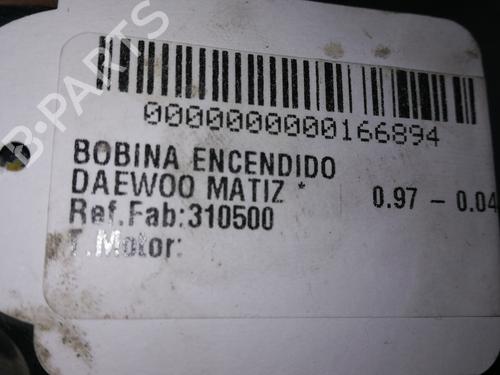 0000000000166894
BOBINA ENCENDIDO
DAEWOO MATIZ * 0.97 - 0.04
Ref.Fab:310500
T.Motor:
B-PARTS